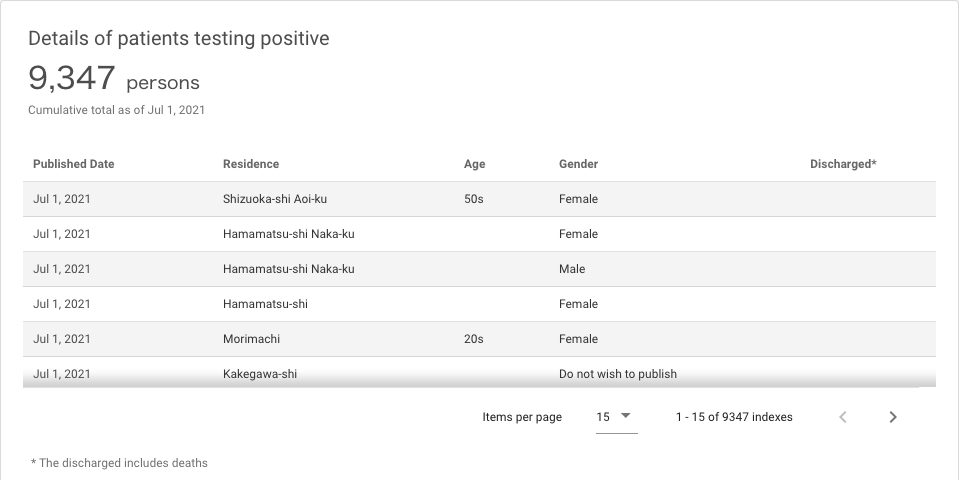 Details of patients testing positive
9,347 persons
Cumulative total as of Jul 1, 2021
Published Date Residence Age Gender Discharged*
Jul 1, 2021 Shizuoka-shi Aoi-ku 50s Female
Jul 1, 2021 Hamamatsu-shi Naka-ku Female
Jul 1, 2021 Hamamatsu-shi Naka-ku Male
Jul 1, 2021 Hamamatsu-shi Female
Jul 1, 2021 Morimachi 20s Female
Jul 1, 2021 Kakegawa-shi Do not wish to publish
Items per page 15 1 - 15 of 9347 indexes
* The discharged includes deaths